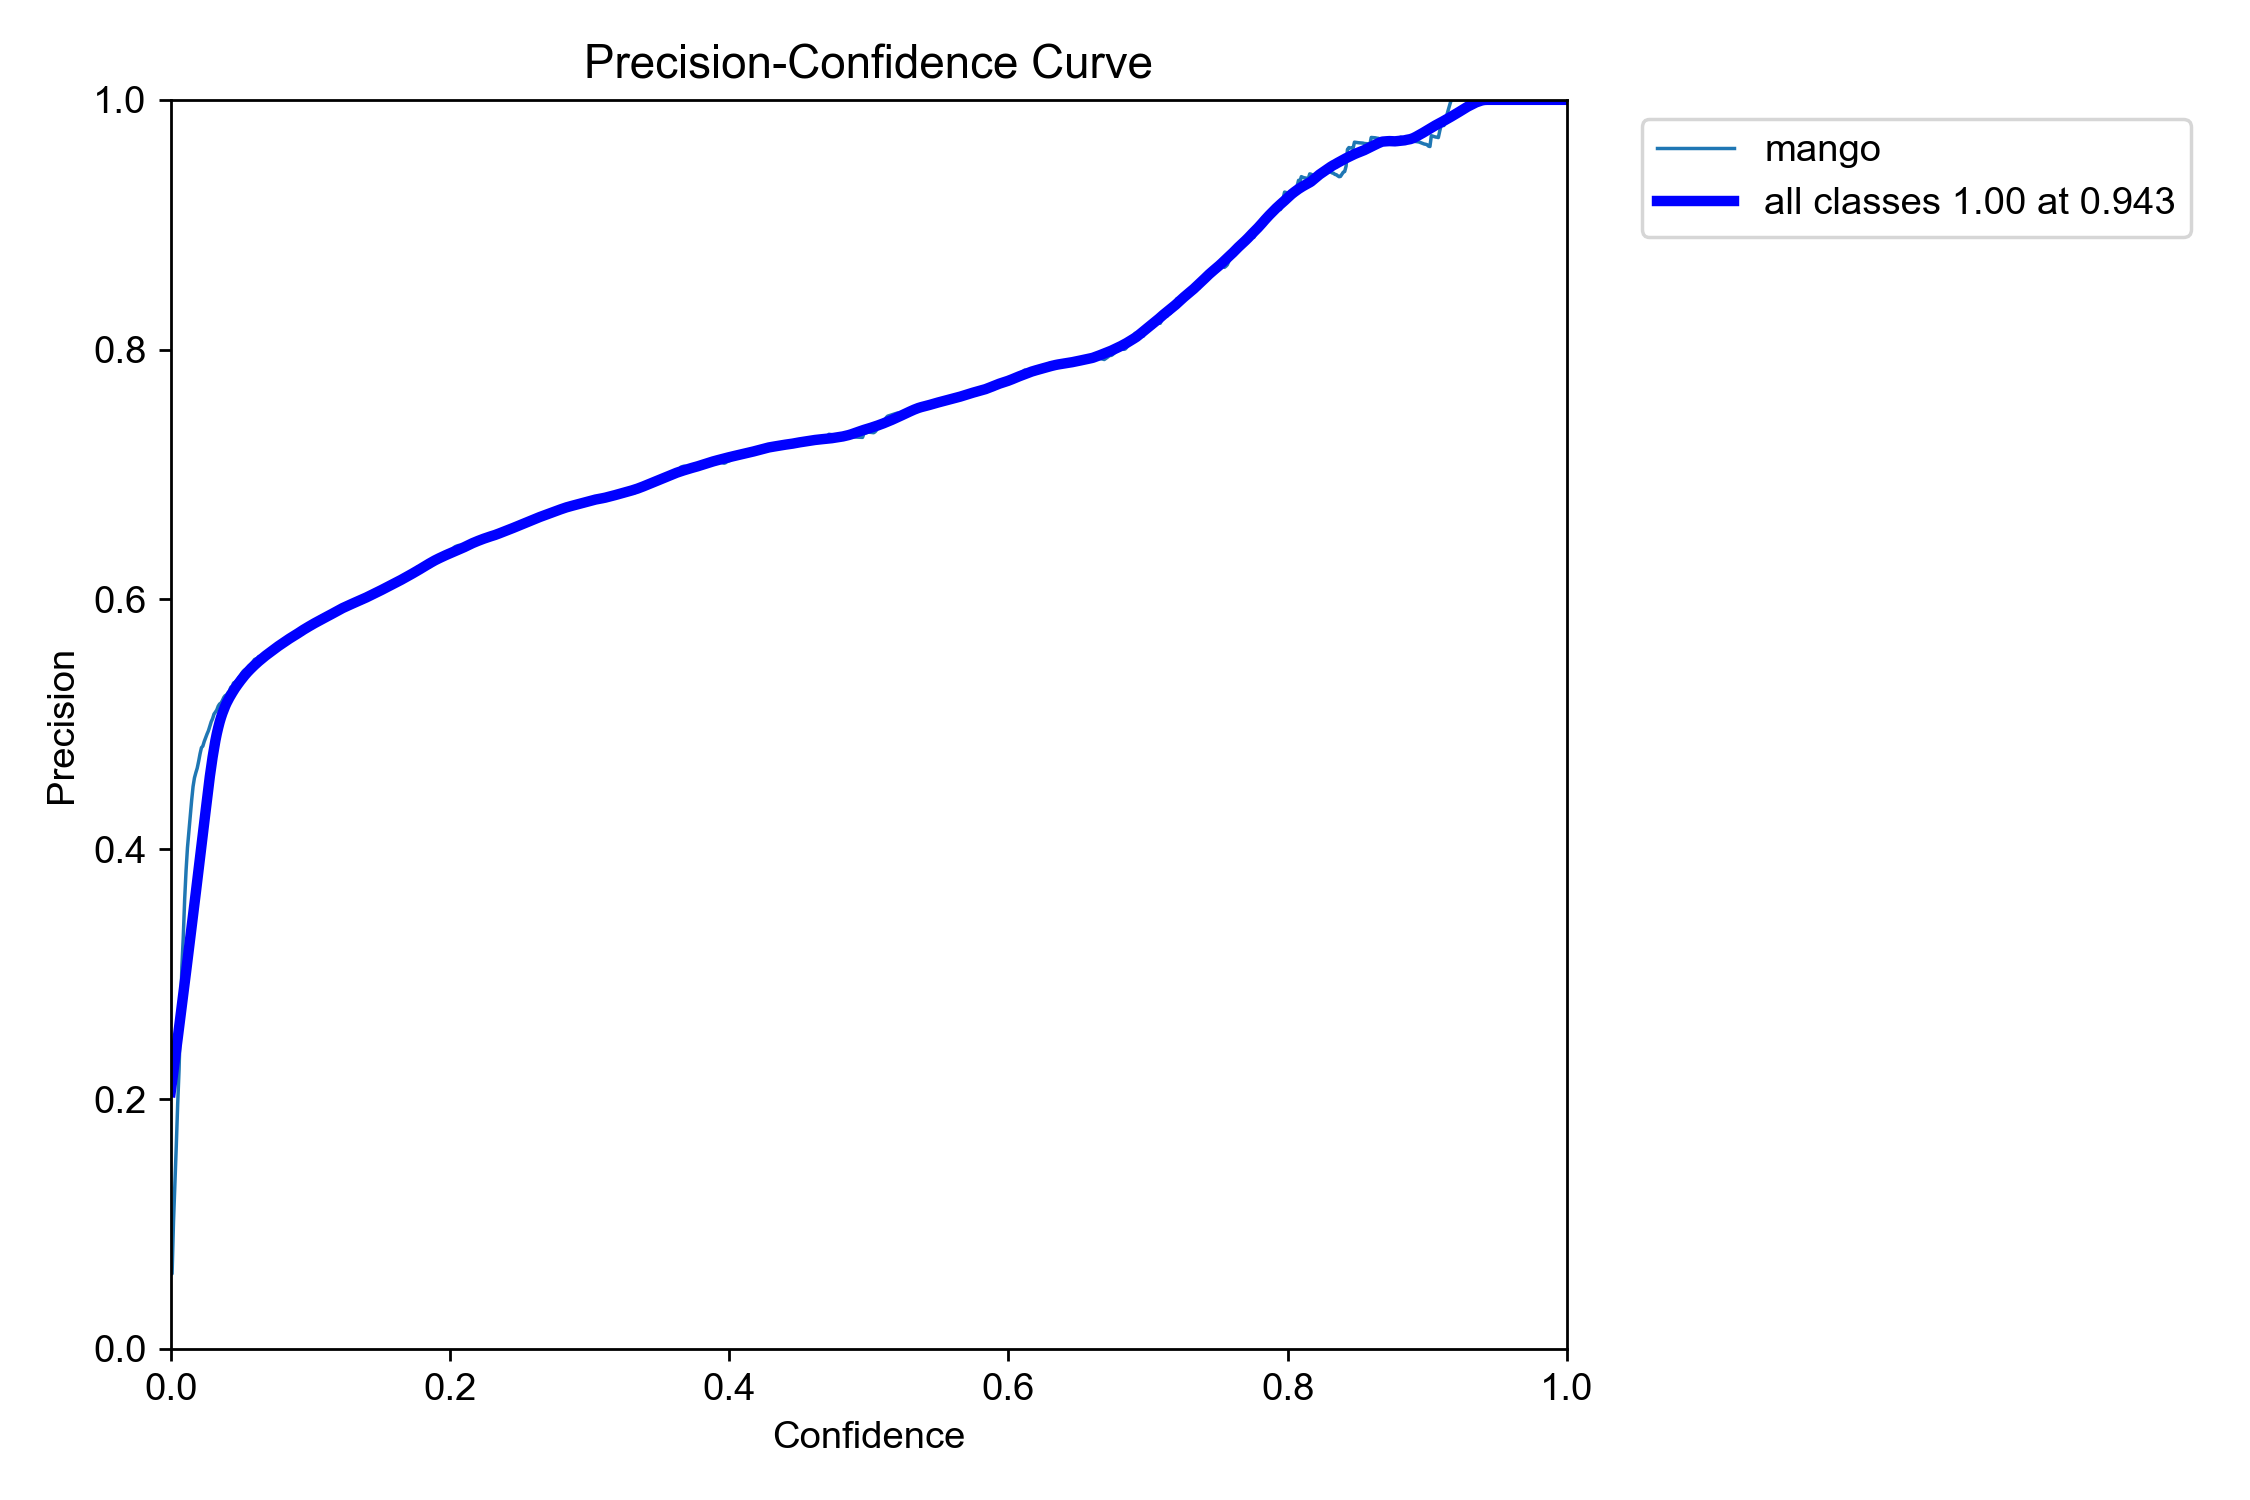 Precision-Confidence Curve
1.0
0.8
0.6
0.4
0.2
0.0
Precision
0.0 0.2 0.4 0.6 0.8 1.0
Confidence
mango
all classes 1.00 at 0.943